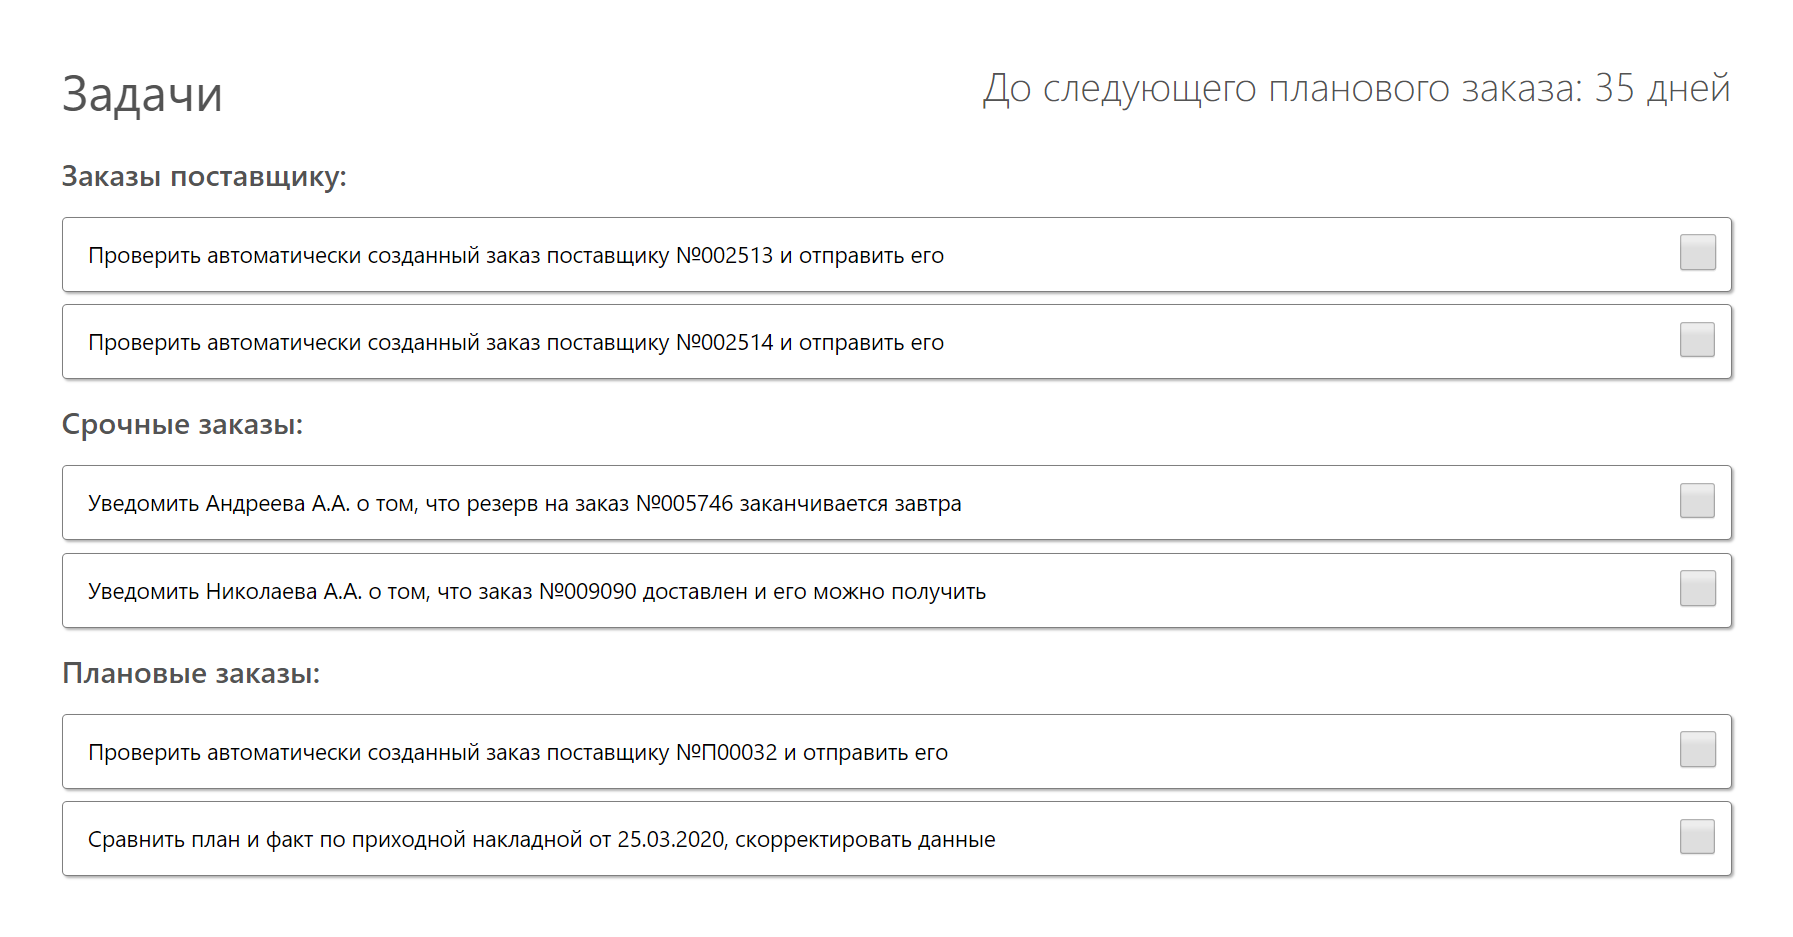 Задачи
До следующего планового заказа: 35 дней
Заказы поставщику:
Проверить автоматически созданный заказ поставщику №002513 и отправить его
Проверить автоматически созданный заказ поставщику №002514 и отправить его
Срочные заказы:
Уведомить Андреева А.А. о том, что резерв на заказ №005746 заканчивается завтра
Уведомить Николаева А.А. о том, что заказ №009090 доставлен и его можно получить
Плановые заказы:
Проверить автоматически созданный заказ поставщику №П00032 и отправить его
Сравнить план и факт по приходной накладной от 25.03.2020, скорректировать данные